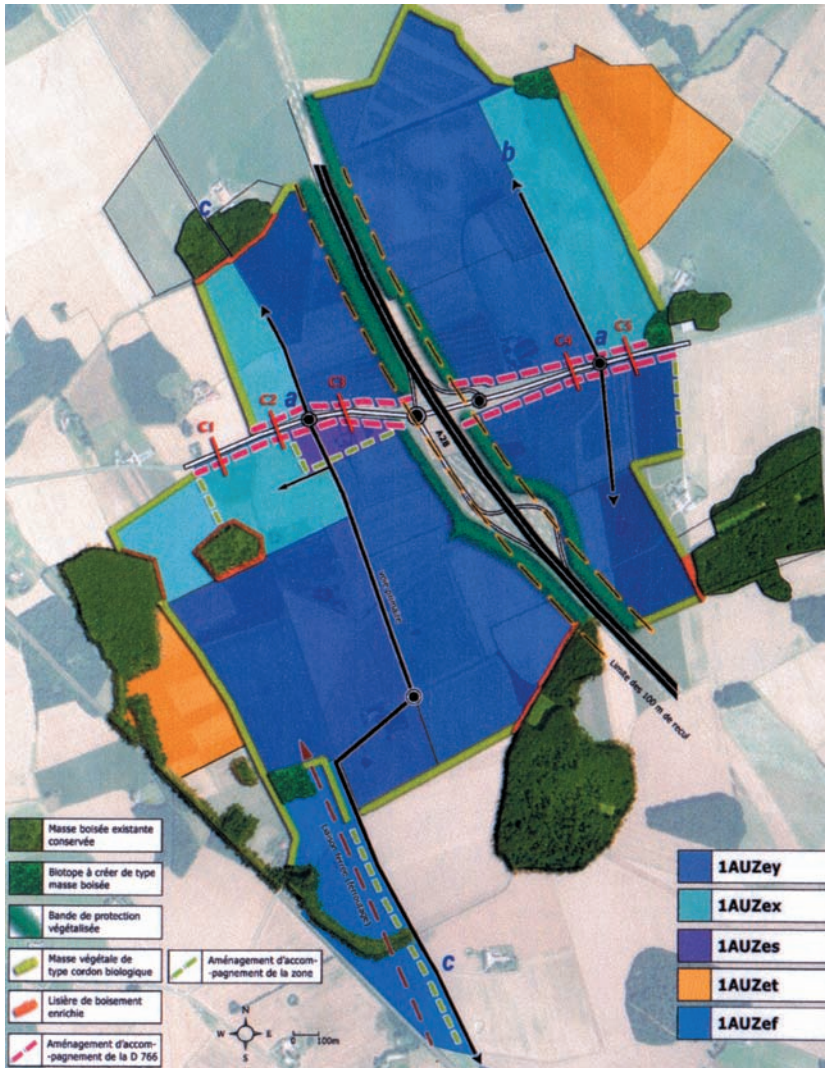 b
c
C5
a
C4
C3
a
C2
C1
A28
voie primaire
Limite des 100 m de recul
c
Masse boisée existante
conservée
Biotope à créer de type
masse boisée
Bande de protection
végétalisée
Masse végétale de
type cordon biologique
Lisière de boisement
enrichie
Aménagement d'accom-
-pagnement de la D 766
Aménagement d'accom-
-pagnement de la zone
N
W
E
S
0
100m
1AUZey
1AUZex
1AUZes
1AUZet
1AUZef